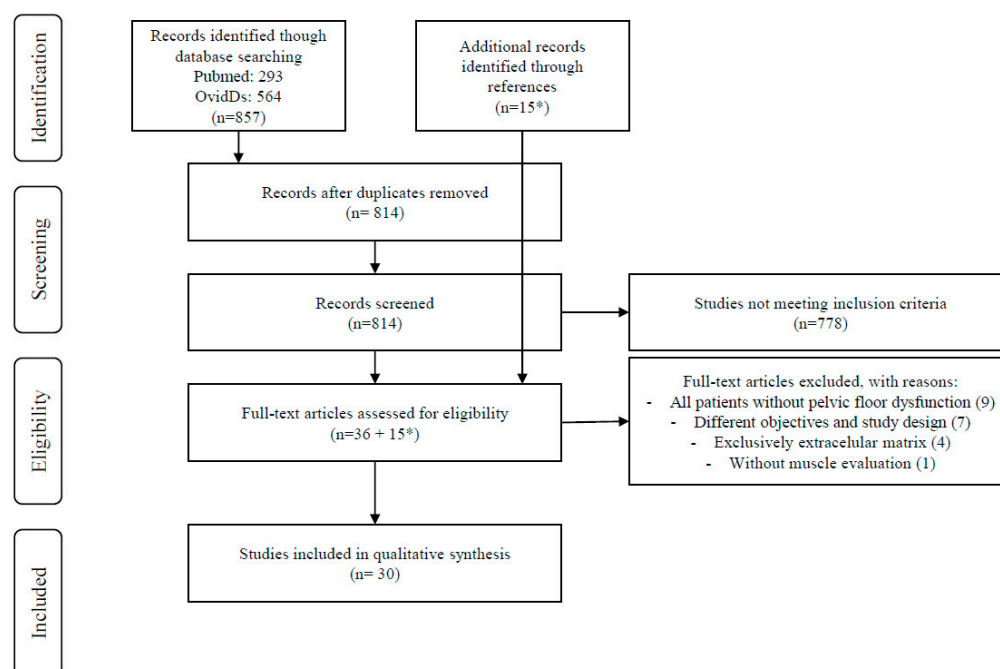 Identification
Records identified though
database searching
Pubmed: 293
OvidDs: 564
(n=857)
Additional records
identified through
references
(n=15*)
Records after duplicates removed
(n= 814)
Screening
Records screened
(n=814)
Studies not meeting inclusion criteria
(n=778)
Eligibility
Full-text articles assessed for eligibility
(n=36 + 15*)
Full-text articles excluded, with reasons:
- All patients without pelvic floor dysfunction (9)
- Different objectives and study design (7)
- Exclusively extracelular matrix (4)
- Without muscle evaluation (1)
Included
Studies included in qualitative synthesis
(n= 30)